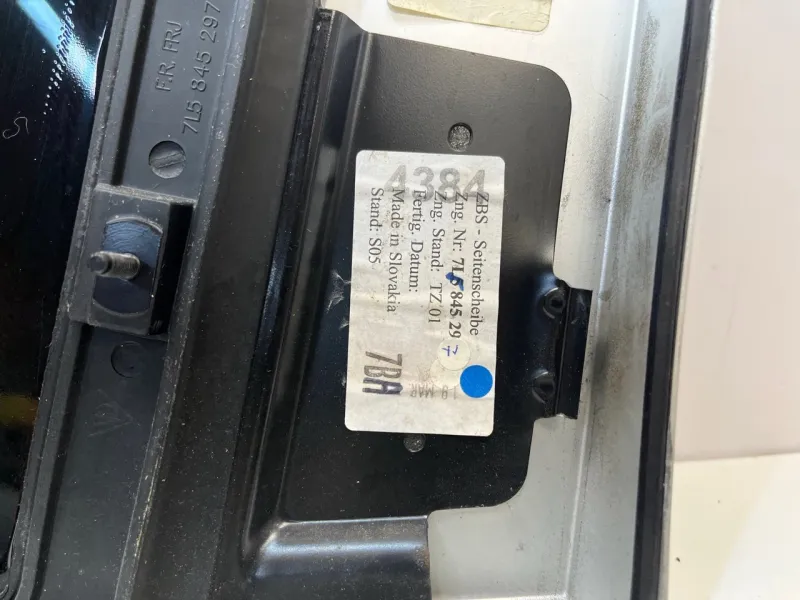 F.R. FRJ
7L5 845 297
4384
ZBS - Seitenscheibe
Zng. Nr: 7L5 845 297
Zng. Stand: TZ 01
Fertig. Datum:
Made in Slovakia
Stand: S05
7BA